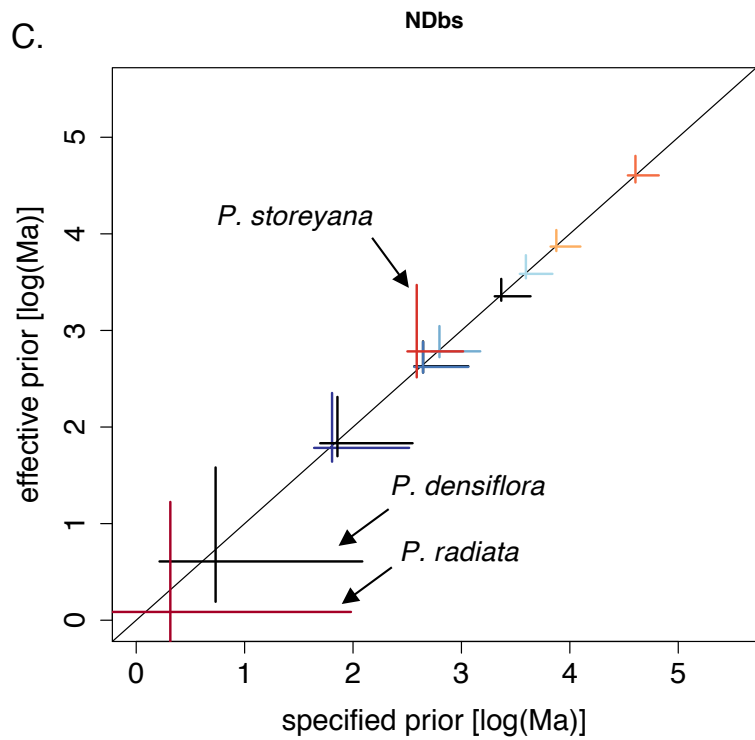 NDbs
C.
P. storeyana
P. densiflora
P. radiata
effective prior [log(Ma)]
5
4
3
2
1
0
0 1 2 3 4 5
specified prior [log(Ma)]